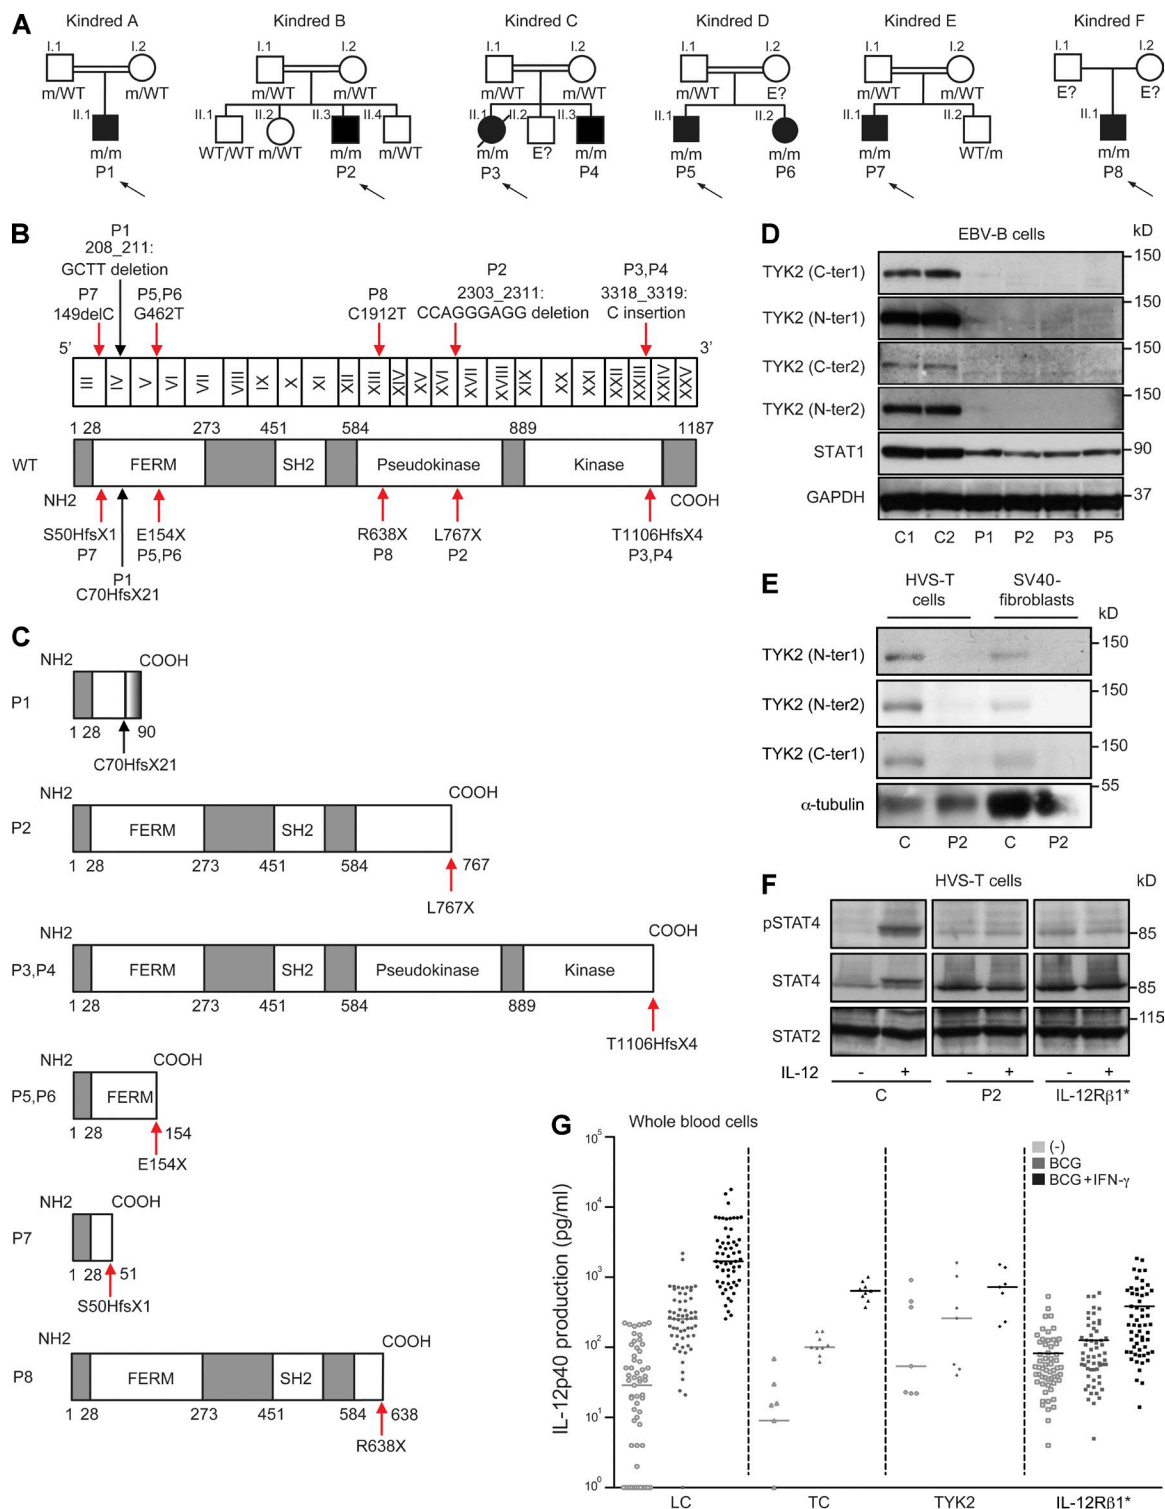 A
Kindred A
Kindred B
Kindred C
Kindred D
Kindred E
Kindred F
I.1 I.2 I.1 I.2 I.1 I.2 I.1 I.2 I.1 I.2 I.1 I.2
m/WT m/WT m/WT m/WT m/WT m/WT m/WT E? m/WT m/WT E? E?
II.1 II.1 II.2 II.3 II.4 II.1 II.2 II.3 II.1 II.2 II.1 II.2 II.1
m/m WT/WT m/WT m/m m/WT m/m E? m/m m/m m/m m/m WT/m m/m
P1 P2 P3 P4 P5 P6 P7 P8
B
P1
208_211:
GCTT deletion
P7
149delC
P5,P6
G462T
P8
C1912T
P2
2303_2311:
CCAGGGAGG deletion
P3,P4
3318_3319:
C insertion
5’ 3’
III IV V VI VII VIII IX X XI XII XIII XIV XV XVI XVII XVIII XIX XX XXI XXII XXIII XXIV XXV
1 28 273 451 584 889 1187
WT FERM SH2 Pseudokinase Kinase
NH2 COOH
S50HfsX1 E154X R638X L767X T1106HfsX4
P7 P5,P6 P8 P2 P3,P4
P1
C70HfsX21
C
NH2 COOH
P1
1 28 90
C70HfsX21
NH2 COOH
P2 FERM SH2
1 28 273 451 584 767
L767X
NH2 COOH
P3,P4 FERM SH2 Pseudokinase Kinase
1 28 273 451 584 889
T1106HfsX4
NH2 COOH
P5,P6 FERM
1 28 154
E154X
NH2 COOH
P7
1 28 51
S50HfsX1
NH2 COOH
P8 FERM SH2
1 28 273 451 584 638
R638X
D
EBV-B cells
kD
TYK2 (C-ter1) 150
TYK2 (N-ter1) 150
TYK2 (C-ter2) 150
TYK2 (N-ter2) 150
STAT1 90
GAPDH 37
C1 C2 P1 P2 P3 P5
E
HVS-T
cells
SV40-
fibroblasts
kD
TYK2 (N-ter1) 150
TYK2 (N-ter2) 150
TYK2 (C-ter1) 150
55
α-tubulin
C P2 C P2
F
HVS-T cells
kD
pSTAT4 85
STAT4 85
115
STAT2
IL-12 - + - + - +
C P2 IL-12Rβ1*
G
Whole blood cells
(-)
BCG
BCG+IFN-γ
IL-12p40 production (pg/ml)
10⁵
10⁴
10³
10²
10¹
10⁰
LC TC TYK2 IL-12Rβ1*